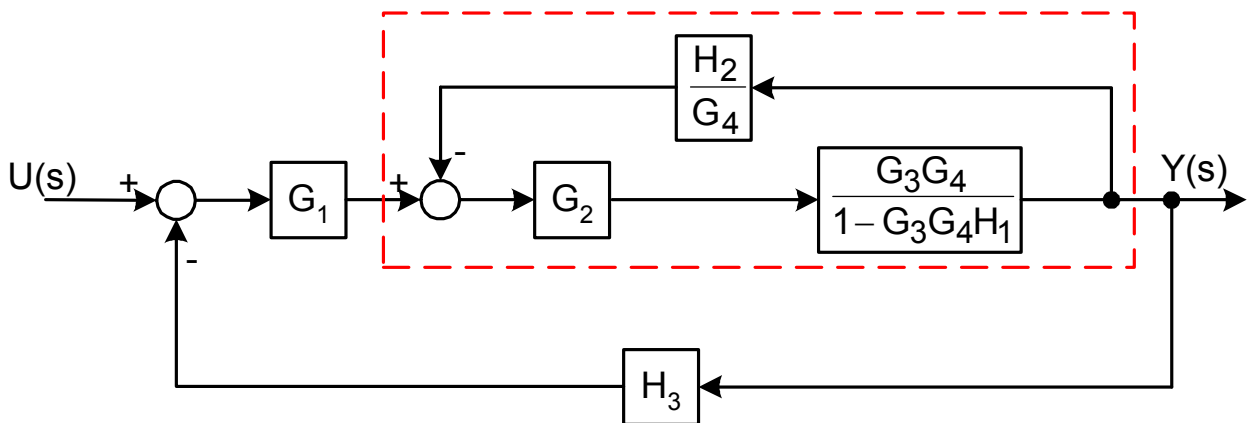 H₂
G₄
-
U(s)
+
G₁
+
G₂
G₃G₄
1−G₃G₄H₁
Y(s)
-
H₃